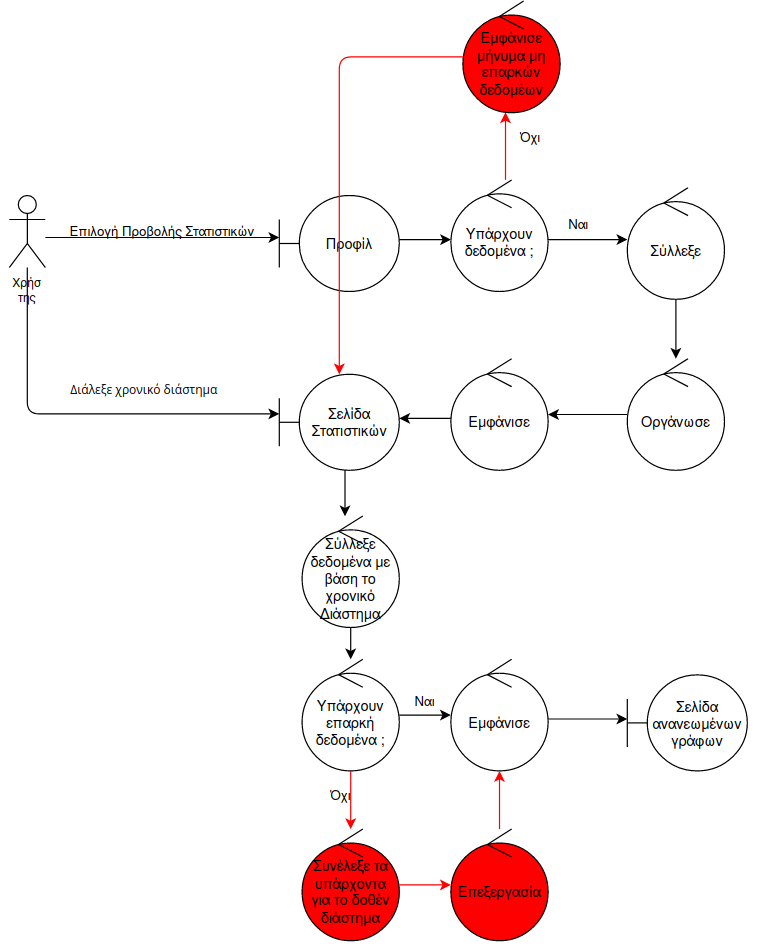 Εμφάνισε
μήνυμα μη
επαρκών
δεδομέων
Όχι
Επιλογή Προβολής Στατιστικών
Προφίλ
Υπάρχουν
δεδομένα ;
Ναι
Σύλλεξε
Χρήσ
της
Διάλεξε χρονικό διάστημα
Σελίδα
Στατιστικών
Εμφάνισε
Οργάνωσε
Σύλλεξε
δεδομένα με
βάση το
χρονικό
Διάστημα
Υπάρχουν
επαρκή
δεδομένα ;
Ναι
Εμφάνισε
Σελίδα
ανανεωμένων
γράφων
Όχι
Συνέλεξε τα
υπάρχοντα
για το δοθέν
διάστημα
Επεξεργασία